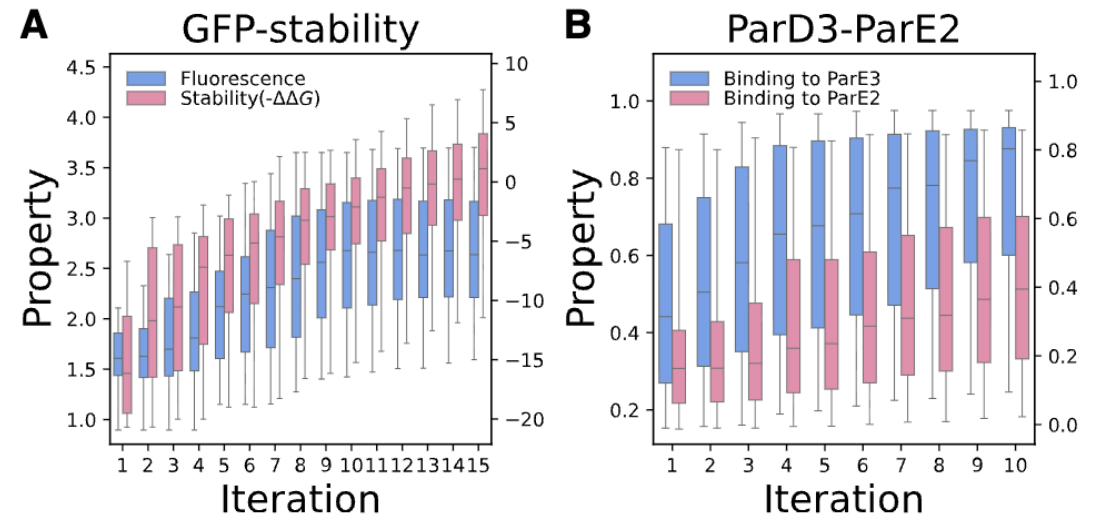 A
GFP-stability
Property
4.5
4.0
3.5
3.0
2.5
2.0
1.5
1.0
Fluorescence
Stability(-ΔΔG)
10
5
0
−5
−10
−15
−20
1 2 3 4 5 6 7 8 9 10 11 12 13 14 15
Iteration
B
ParD3-ParE2
Property
1.0
0.8
0.6
0.4
0.2
Binding to ParE3
Binding to ParE2
1.0
0.8
0.6
0.4
0.2
0.0
1 2 3 4 5 6 7 8 9 10
Iteration